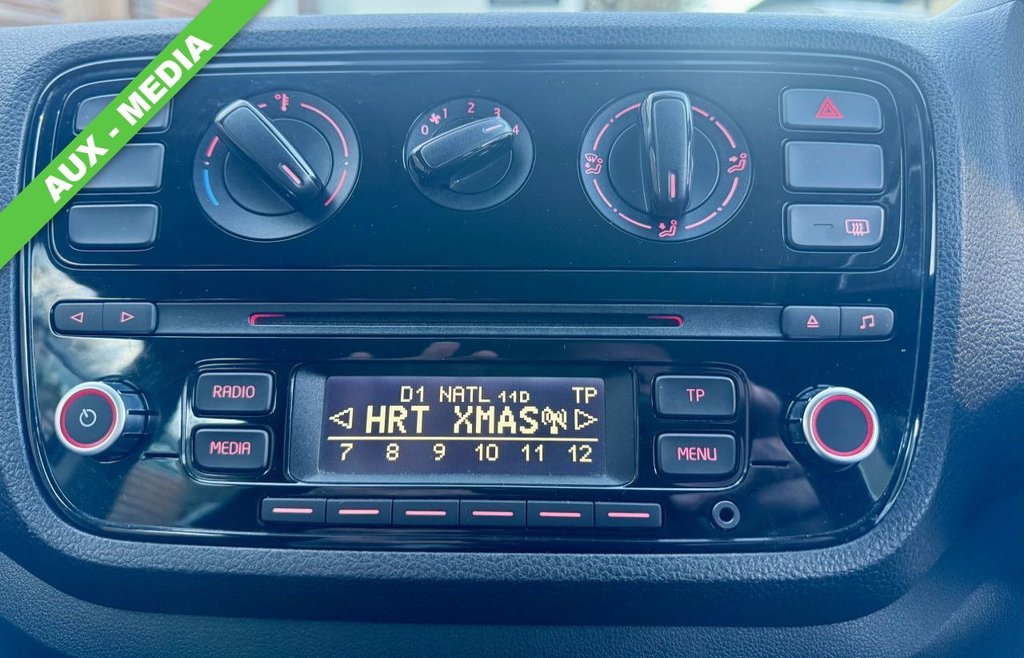 AUX - MEDIA
0 1 2 3 4
RADIO
MEDIA
D1 NATL 11D TP
HRT XMAS
7 8 9 10 11 12
TP
MENU